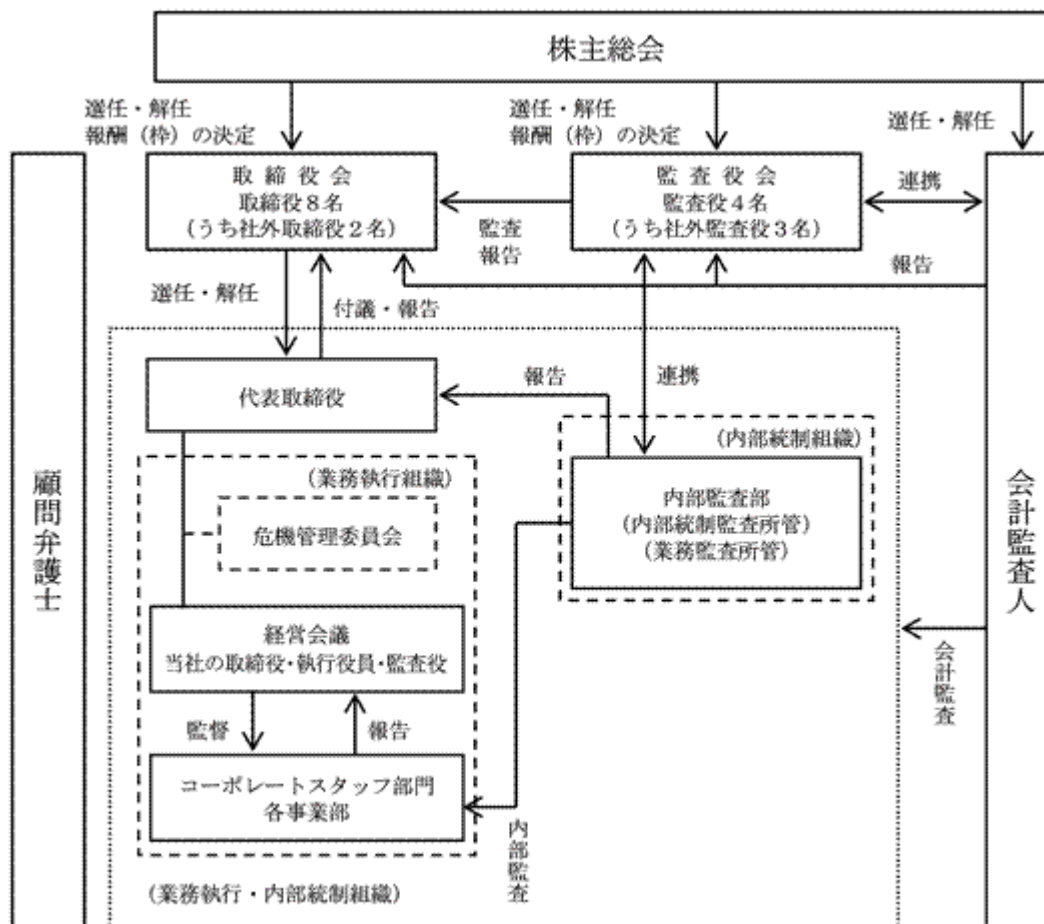 株主総会
選任・解任
報酬（枠）の決定
選任・解任
報酬（枠）の決定
選任・解任
取締役会
取締役８名
(うち社外取締役２名)
監査役会
監査役４名
(うち社外監査役３名)
連携
監査
報告
報告
選任・解任
付議・報告
代表取締役
報告
連携
(内部統制組織)
内部監査部
(内部統制監査所管)
(業務監査所管)
(業務執行組織)
危機管理委員会
経営会議
当社の取締役・執行役員・監査役
監督
報告
コーポレートスタッフ部門
各事業部
内部監査
(業務執行・内部統制組織)
顧問弁護士
会計監査人
会計監査